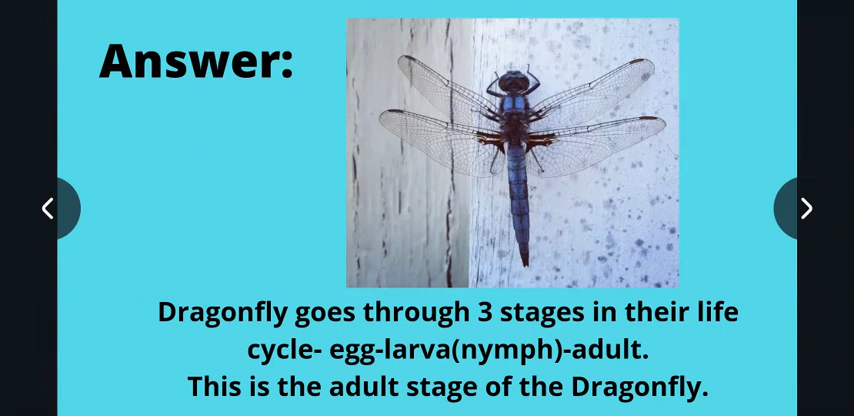 Answer:
Dragonfly goes through 3 stages in their life
cycle- egg-larva(nymph)-adult.
This is the adult stage of the Dragonfly.